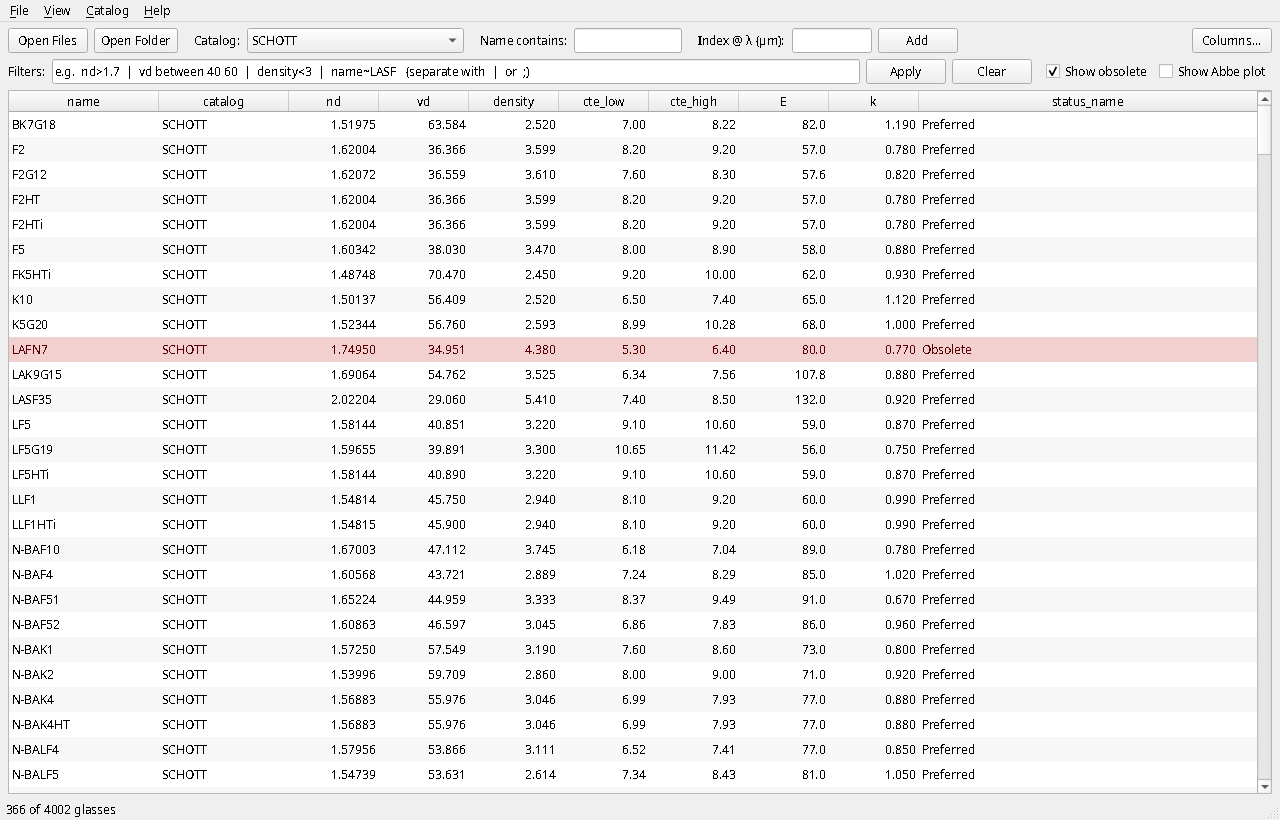 File View Catalog Help
Open Files Open Folder Catalog: SCHOTT Name contains: Index @ λ (µm): Add Columns...
Filters: e.g. nd>1.7 | vd between 40 60 | density<3 | name~LASF (separate with | or ;) Apply Clear Show obsolete Show Abbe plot
name catalog nd vd density cte_low cte_high E k status_name
BK7G18 SCHOTT 1.51975 63.584 2.520 7.00 8.22 82.0 1.190 Preferred
F2 SCHOTT 1.62004 36.366 3.599 8.20 9.20 57.0 0.780 Preferred
F2G12 SCHOTT 1.62072 36.559 3.610 7.60 8.30 57.6 0.820 Preferred
F2HT SCHOTT 1.62004 36.366 3.599 8.20 9.20 57.0 0.780 Preferred
F2HTi SCHOTT 1.62004 36.366 3.599 8.20 9.20 57.0 0.780 Preferred
F5 SCHOTT 1.60342 38.030 3.470 8.00 8.90 58.0 0.880 Preferred
FK5HTi SCHOTT 1.48748 70.470 2.450 9.20 10.00 62.0 0.930 Preferred
K10 SCHOTT 1.50137 56.409 2.520 6.50 7.40 65.0 1.120 Preferred
K5G20 SCHOTT 1.52344 56.760 2.593 8.99 10.28 68.0 1.000 Preferred
LAFN7 SCHOTT 1.74950 34.951 4.380 5.30 6.40 80.0 0.770 Obsolete
LAK9G15 SCHOTT 1.69064 54.762 3.525 6.34 7.56 107.8 0.880 Preferred
LASF35 SCHOTT 2.02204 29.060 5.410 7.40 8.50 132.0 0.920 Preferred
LF5 SCHOTT 1.58144 40.851 3.220 9.10 10.60 59.0 0.870 Preferred
LF5G19 SCHOTT 1.59655 39.891 3.300 10.65 11.42 56.0 0.750 Preferred
LF5HTi SCHOTT 1.58144 40.890 3.220 9.10 10.60 59.0 0.870 Preferred
LLF1 SCHOTT 1.54814 45.750 2.940 8.10 9.20 60.0 0.990 Preferred
LLF1HTi SCHOTT 1.54815 45.900 2.940 8.10 9.20 60.0 0.990 Preferred
N-BAF10 SCHOTT 1.67003 47.112 3.745 6.18 7.04 89.0 0.780 Preferred
N-BAF4 SCHOTT 1.60568 43.721 2.889 7.24 8.29 85.0 1.020 Preferred
N-BAF51 SCHOTT 1.65224 44.959 3.333 8.37 9.49 91.0 0.670 Preferred
N-BAF52 SCHOTT 1.60863 46.597 3.045 6.86 7.83 86.0 0.960 Preferred
N-BAK1 SCHOTT 1.57250 57.549 3.190 7.60 8.60 73.0 0.800 Preferred
N-BAK2 SCHOTT 1.53996 59.709 2.860 8.00 9.00 71.0 0.920 Preferred
N-BAK4 SCHOTT 1.56883 55.976 3.046 6.99 7.93 77.0 0.880 Preferred
N-BAK4HT SCHOTT 1.56883 55.976 3.046 6.99 7.93 77.0 0.880 Preferred
N-BALF4 SCHOTT 1.57956 53.866 3.111 6.52 7.41 77.0 0.850 Preferred
N-BALF5 SCHOTT 1.54739 53.631 2.614 7.34 8.43 81.0 1.050 Preferred
366 of 4002 glasses